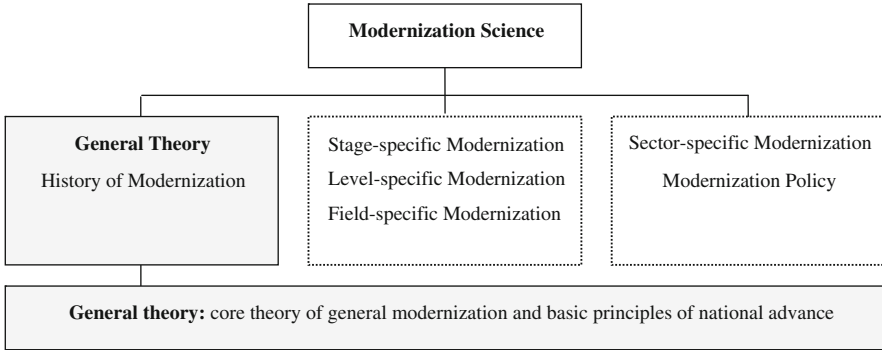 Modernization Science
General Theory
History of Modernization
Stage-specific Modernization
Level-specific Modernization
Field-specific Modernization
Sector-specific Modernization
Modernization Policy
General theory: core theory of general modernization and basic principles of national advance